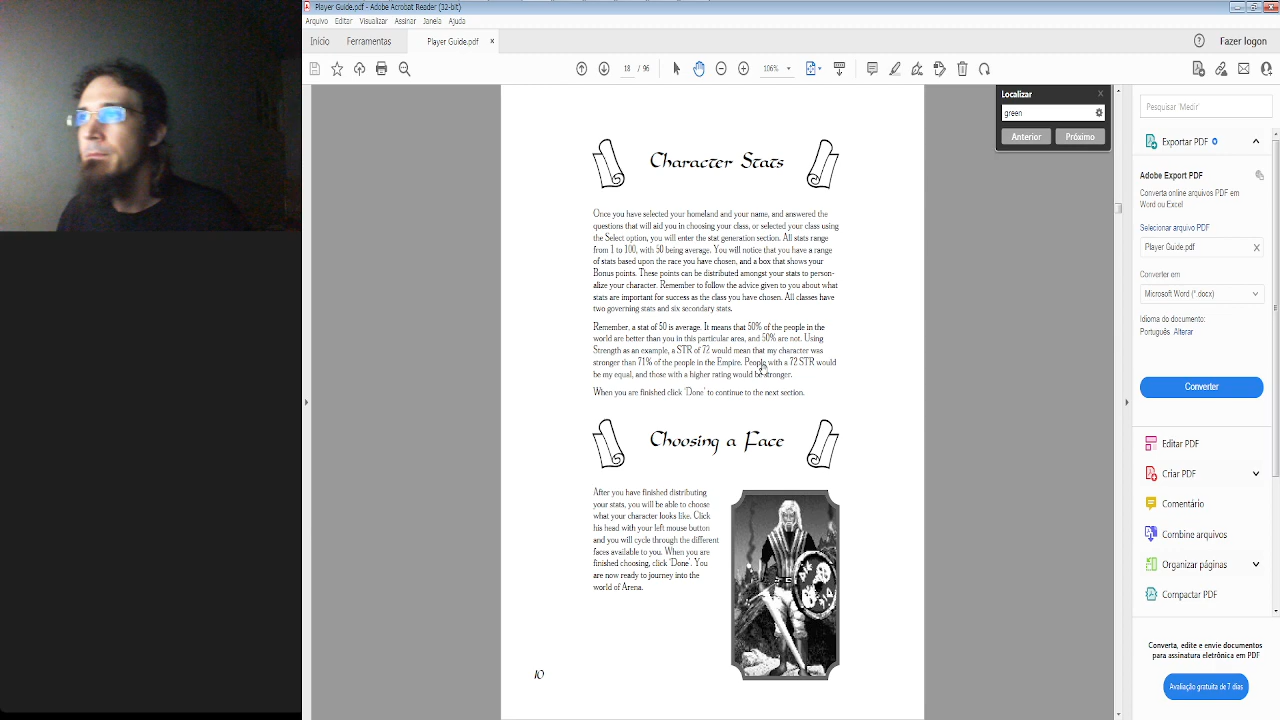 Player Guide.pdf - Adobe Acrobat Reader (32-bit)
Arquivo Editar Visualizar Assinar Janela Ajuda
Início Ferramentas Player Guide.pdf × Fazer logon
18 / 96 106%
Localizar
green
Anterior Próximo
Character Stats
Once you have selected your homeland and your name, and answered the
questions that will aid you in choosing your class, or selected your class using
the Select option, you will enter the stat generation section. All stats range
from 1 to 100, with 50 being average. You will notice that you have a range
of stats based upon the race you have chosen, and a box that shows your
Bonus points. These points can be distributed amongst your stats to person-
alize your character. Remember to follow the advice given to you about what
stats are important for success as the class you have chosen. All classes have
two governing stats and six secondary stats.
Remember, a stat of 50 is average. It means that 50% of the people in the
world are better than you in this particular area, and 50% are not. Using
Strength as an example, a STR of 72 would mean that my character was
stronger than 71% of the people in the Empire. People with a 72 STR would
be my equal, and those with a higher rating would be stronger.
When you are finished click 'Done' to continue to the next section.
Choosing a Face
After you have finished distributing
your stats, you will be able to choose
what your character looks like. Click
his head with your left mouse button
and you will cycle through the different
faces available to you. When you are
finished choosing, click 'Done'. You
are now ready to journey into the
world of Arena.
10
Pesquisar 'Medir'
Exportar PDF
Adobe Export PDF
Converta online arquivos PDF em
Word ou Excel
Selecionar arquivo PDF
Player Guide.pdf
Converter em
Microsoft Word (*.docx)
Idioma do documento:
Português Alterar
Converter
Editar PDF
Criar PDF
Comentário
Combine arquivos
Organizar páginas
Compactar PDF
Converta, edite e envie documentos
para assinatura eletrônica em PDF
Avaliação gratuita de 7 dias